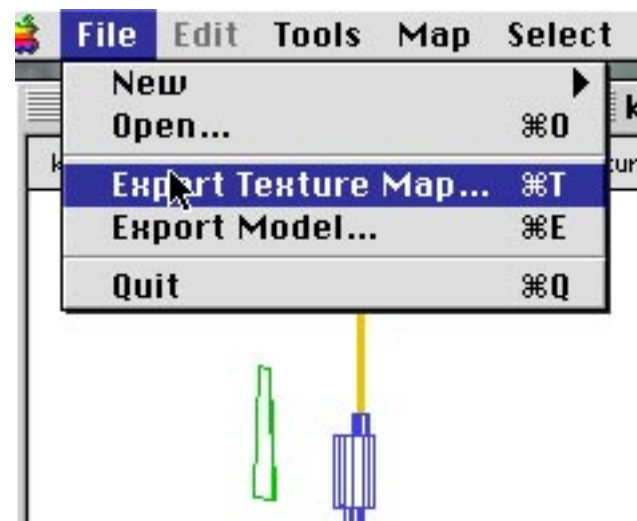 File Edit Tools Map Select
New
Open... ⌘O
Export Texture Map... ⌘T
Export Model... ⌘E
Quit ⌘Q